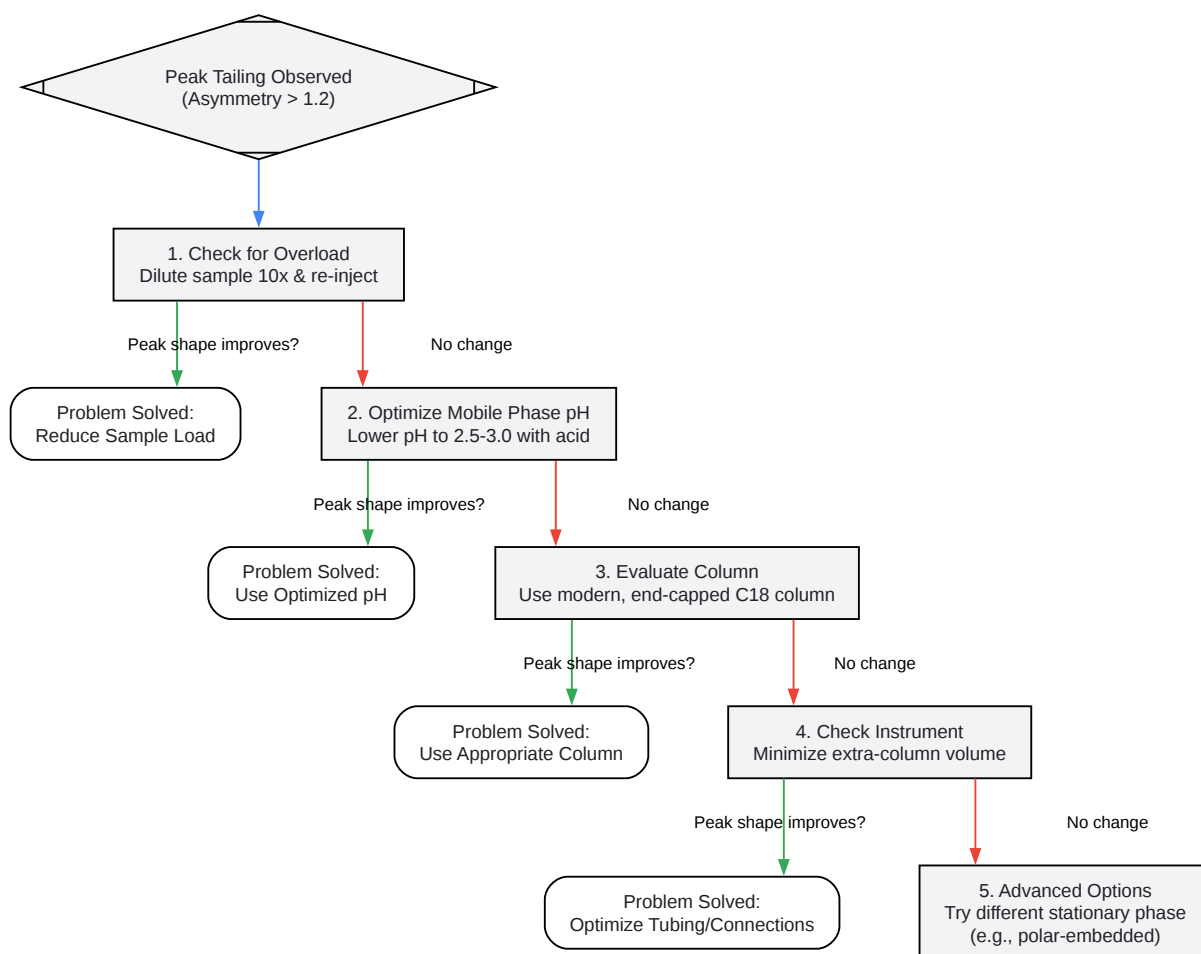 Peak Tailing Observed
(Asymmetry > 1.2)
1. Check for Overload
Dilute sample 10x & re-inject
Peak shape improves?
No change
Problem Solved:
Reduce Sample Load
2. Optimize Mobile Phase pH
Lower pH to 2.5-3.0 with acid
Peak shape improves?
No change
Problem Solved:
Use Optimized pH
3. Evaluate Column
Use modern, end-capped C18 column
Peak shape improves?
No change
Problem Solved:
Use Appropriate Column
4. Check Instrument
Minimize extra-column volume
Peak shape improves?
No change
Problem Solved:
Optimize Tubing/Connections
5. Advanced Options
Try different stationary phase
(e.g., polar-embedded)